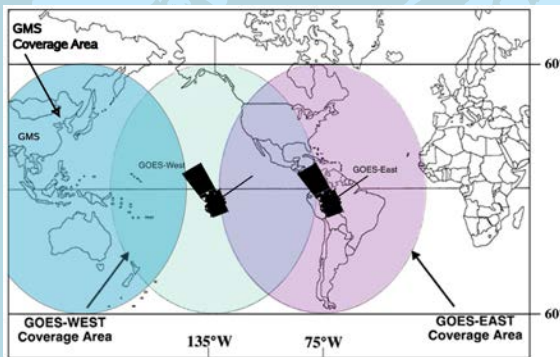 GMS
Coverage Area
60
GMS
GOES-West
GOES-East
GOES-WEST
Coverage Area
GOES-EAST
Coverage Area
60
135°W
75°W